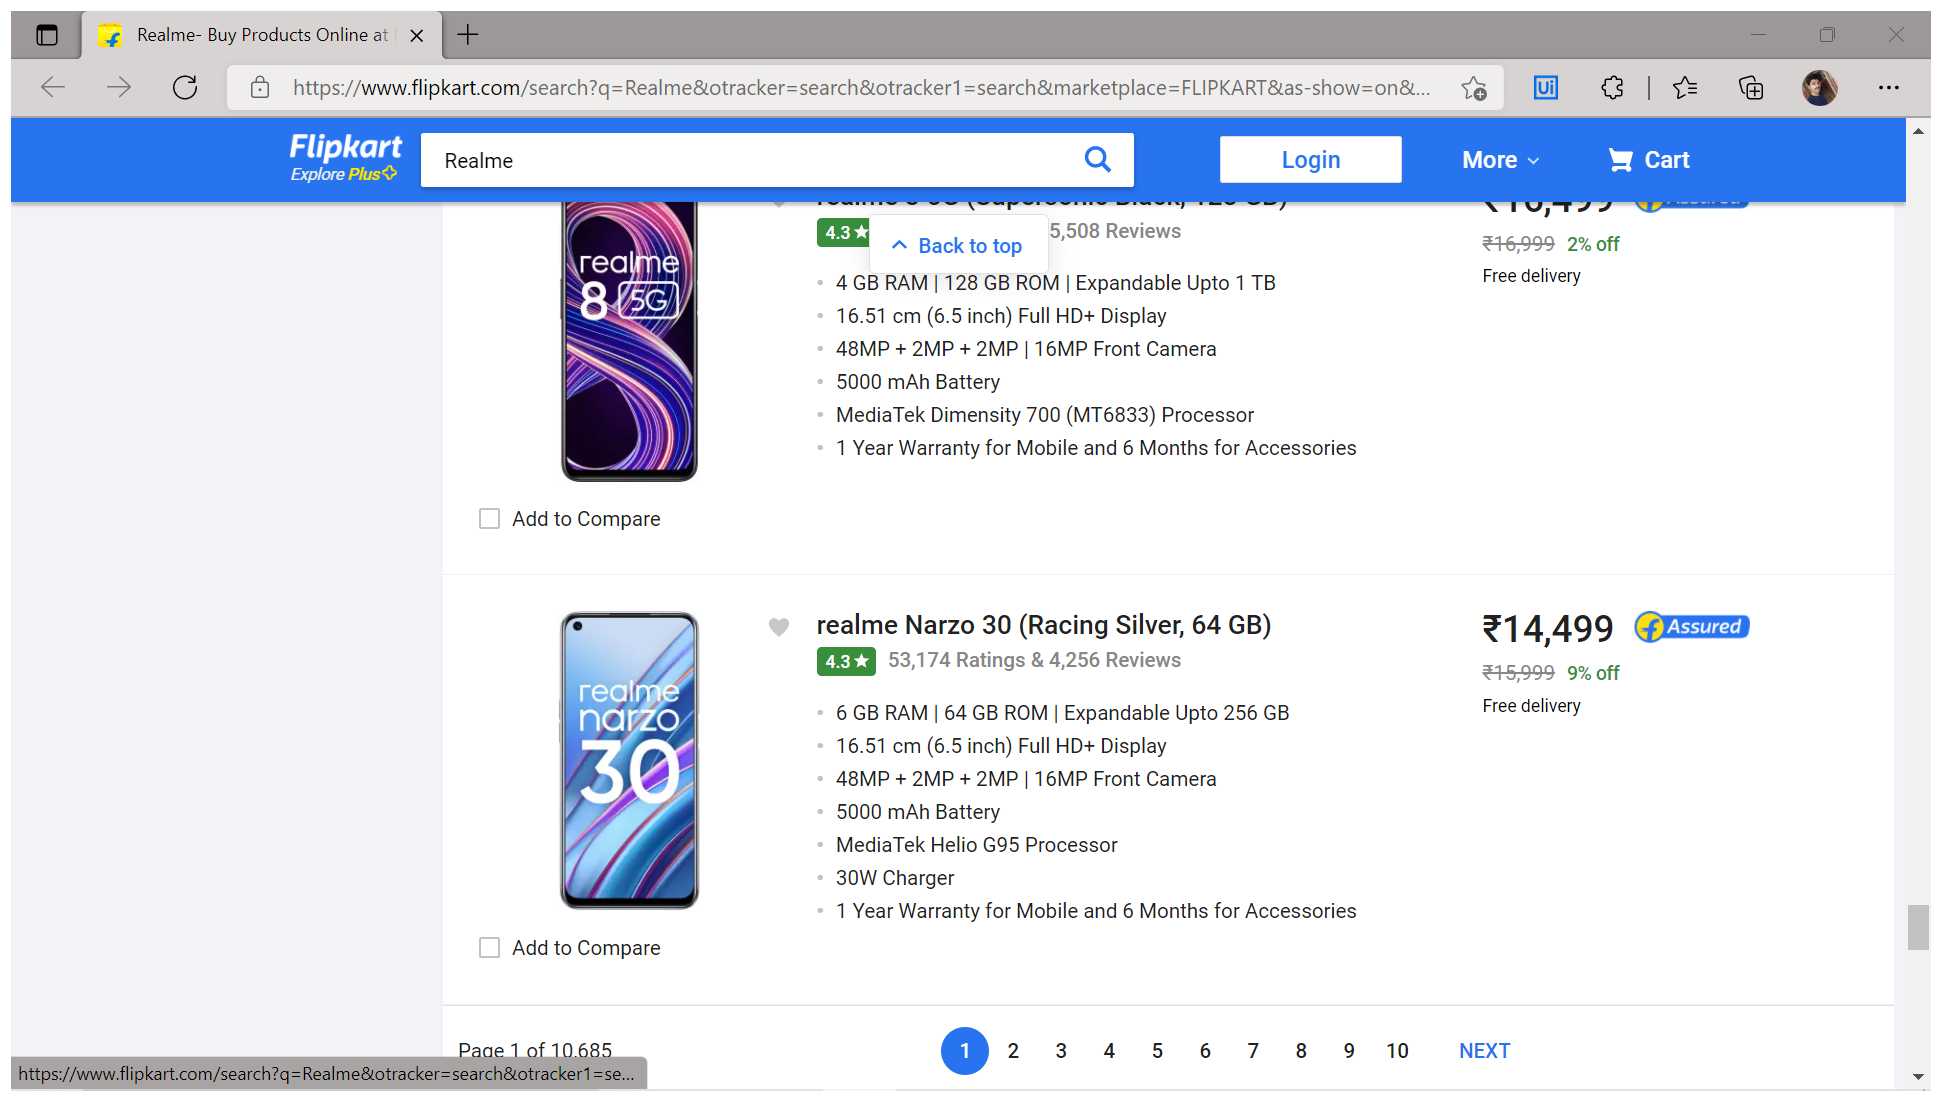 Realme- Buy Products Online at
https://www.flipkart.com/search?q=Realme&otracker=search&otracker1=search&marketplace=FLIPKART&as-show=on&...
Ui
Flipkart
Explore Plus
Realme
Login
More
Cart
4.3★
Back to top
5,508 Reviews
₹16,999 2% off
Free delivery
4 GB RAM | 128 GB ROM | Expandable Upto 1 TB
16.51 cm (6.5 inch) Full HD+ Display
48MP + 2MP + 2MP | 16MP Front Camera
5000 mAh Battery
MediaTek Dimensity 700 (MT6833) Processor
1 Year Warranty for Mobile and 6 Months for Accessories
realme
8 5G
Add to Compare
realme Narzo 30 (Racing Silver, 64 GB)
4.3★ 53,174 Ratings & 4,256 Reviews
₹14,499 Assured
₹15,999 9% off
Free delivery
6 GB RAM | 64 GB ROM | Expandable Upto 256 GB
16.51 cm (6.5 inch) Full HD+ Display
48MP + 2MP + 2MP | 16MP Front Camera
5000 mAh Battery
MediaTek Helio G95 Processor
30W Charger
1 Year Warranty for Mobile and 6 Months for Accessories
realme
narzo
30
Add to Compare
Page 1 of 10,685
1 2 3 4 5 6 7 8 9 10 NEXT
https://www.flipkart.com/search?q=Realme&otracker=search&otracker1=se...